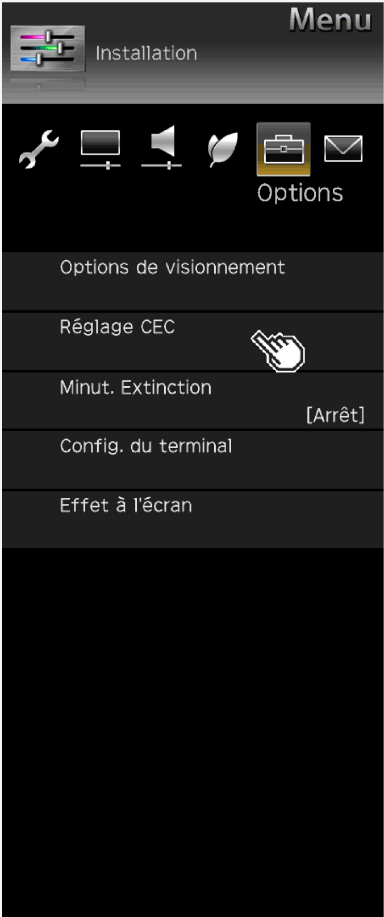 Menu
Installation
Options
Options de visionnement
Réglage CEC
Minut. Extinction
[Arrêt]
Config. du terminal
Effet à l'écran